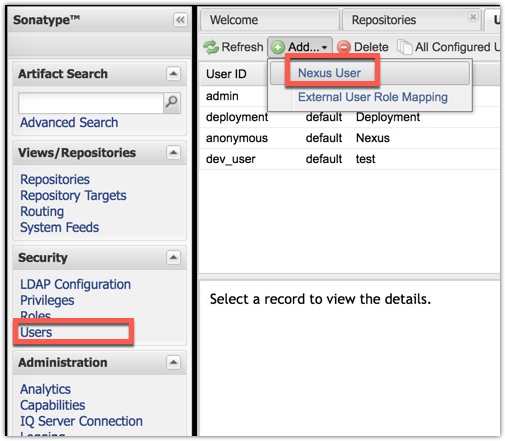 Sonatype™
Artifact Search
Advanced Search
Views/Repositories
Repositories
Repository Targets
Routing
System Feeds
Security
LDAP Configuration
Privileges
Roles
Users
Administration
Analytics
Capabilities
IQ Server Connection
Logging
Welcome
Repositories
U
Refresh
Add...
Delete
All Configured U
Nexus User
External User Role Mapping
User ID
admin
deployment default Deployment
anonymous default Nexus
dev_user default test
Select a record to view the details.